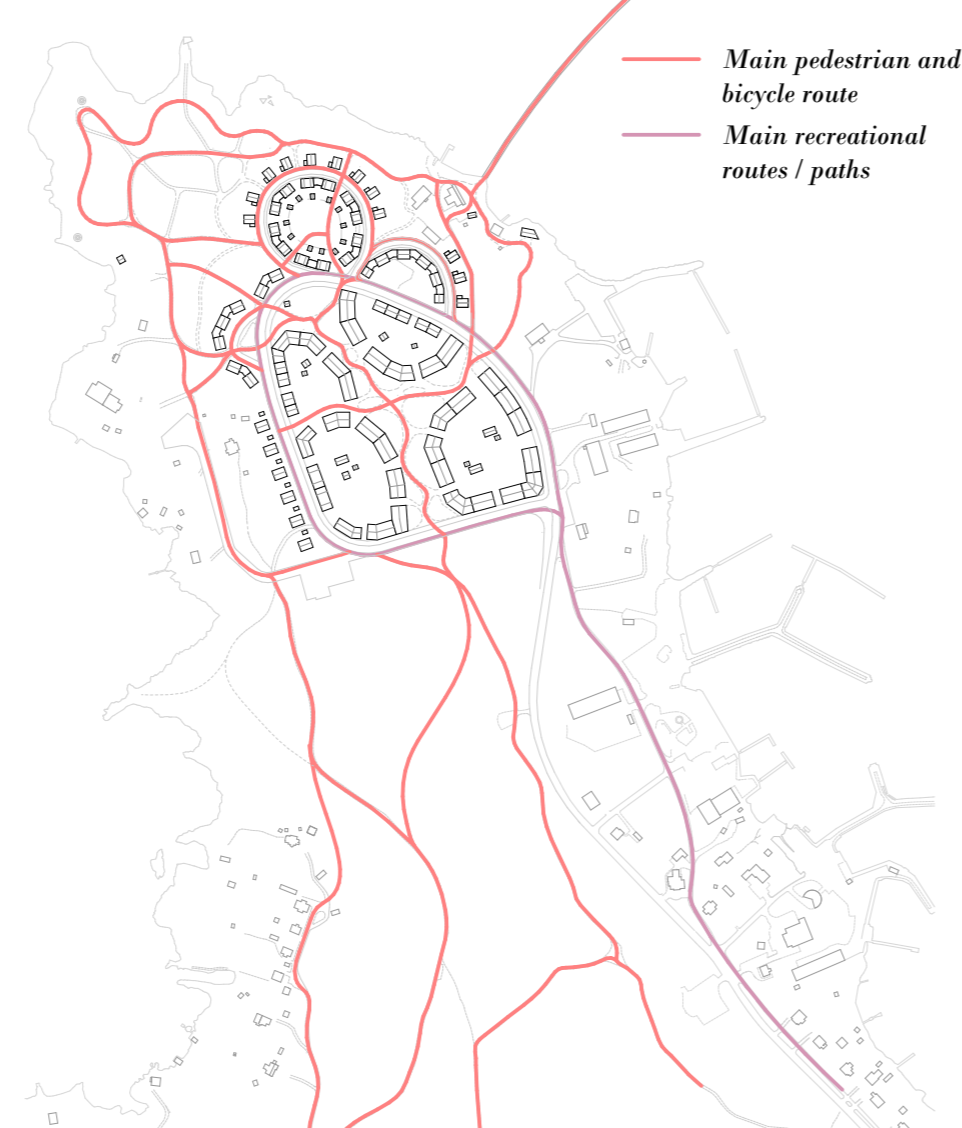 Main pedestrian and
bicycle route
Main recreational
routes / paths